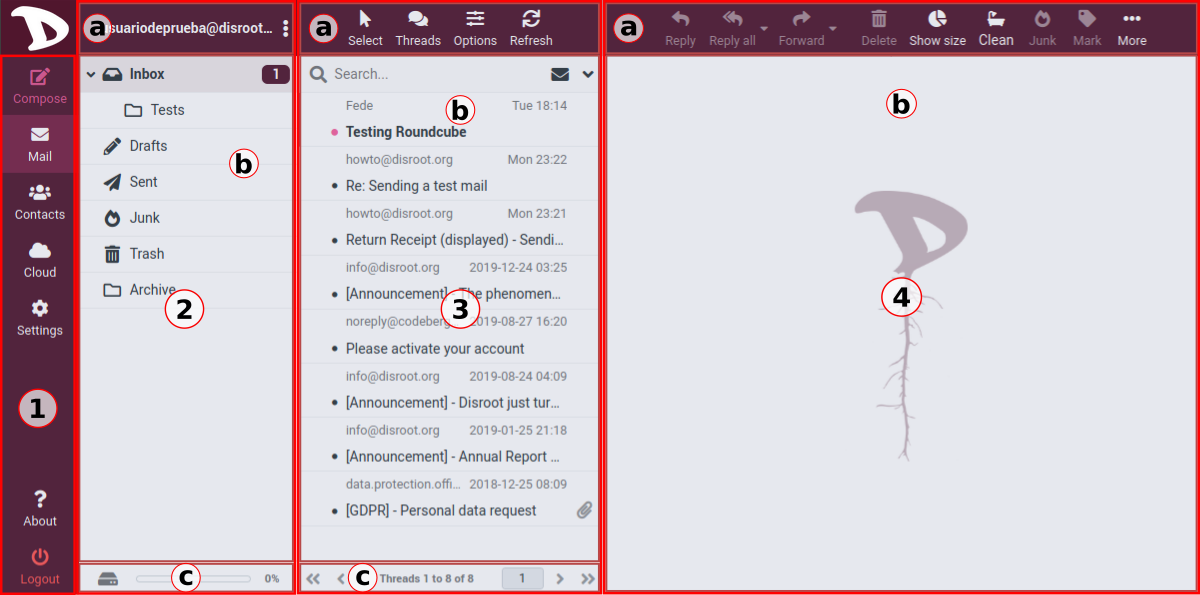 Compose
Mail
Contacts
Cloud
Settings
1
About
Logout
a
suariodeprueba@disroot...
Inbox 1
Tests
Drafts
b
Sent
Junk
Trash
Archive
2
c 0%
a Select Threads Options Refresh
Search...
Fede Tue 18:14
b
Testing Roundcube
howto@disroot.org Mon 23:22
Re: Sending a test mail
howto@disroot.org Mon 23:21
Return Receipt (displayed) - Sendi...
info@disroot.org 2019-12-24 03:25
[Announcement] - The phenomen...
3
noreply@codeberg 2019-08-27 16:20
Please activate your account
info@disroot.org 2019-08-24 04:09
[Announcement] - Disroot just tur...
info@disroot.org 2019-01-25 21:18
[Announcement] - Annual Report ...
data.protection.offi... 2018-12-25 08:09
[GDPR] - Personal data request
c Threads 1 to 8 of 8 1
a Reply Reply all Forward Delete Show size Clean Junk Mark More
b
4